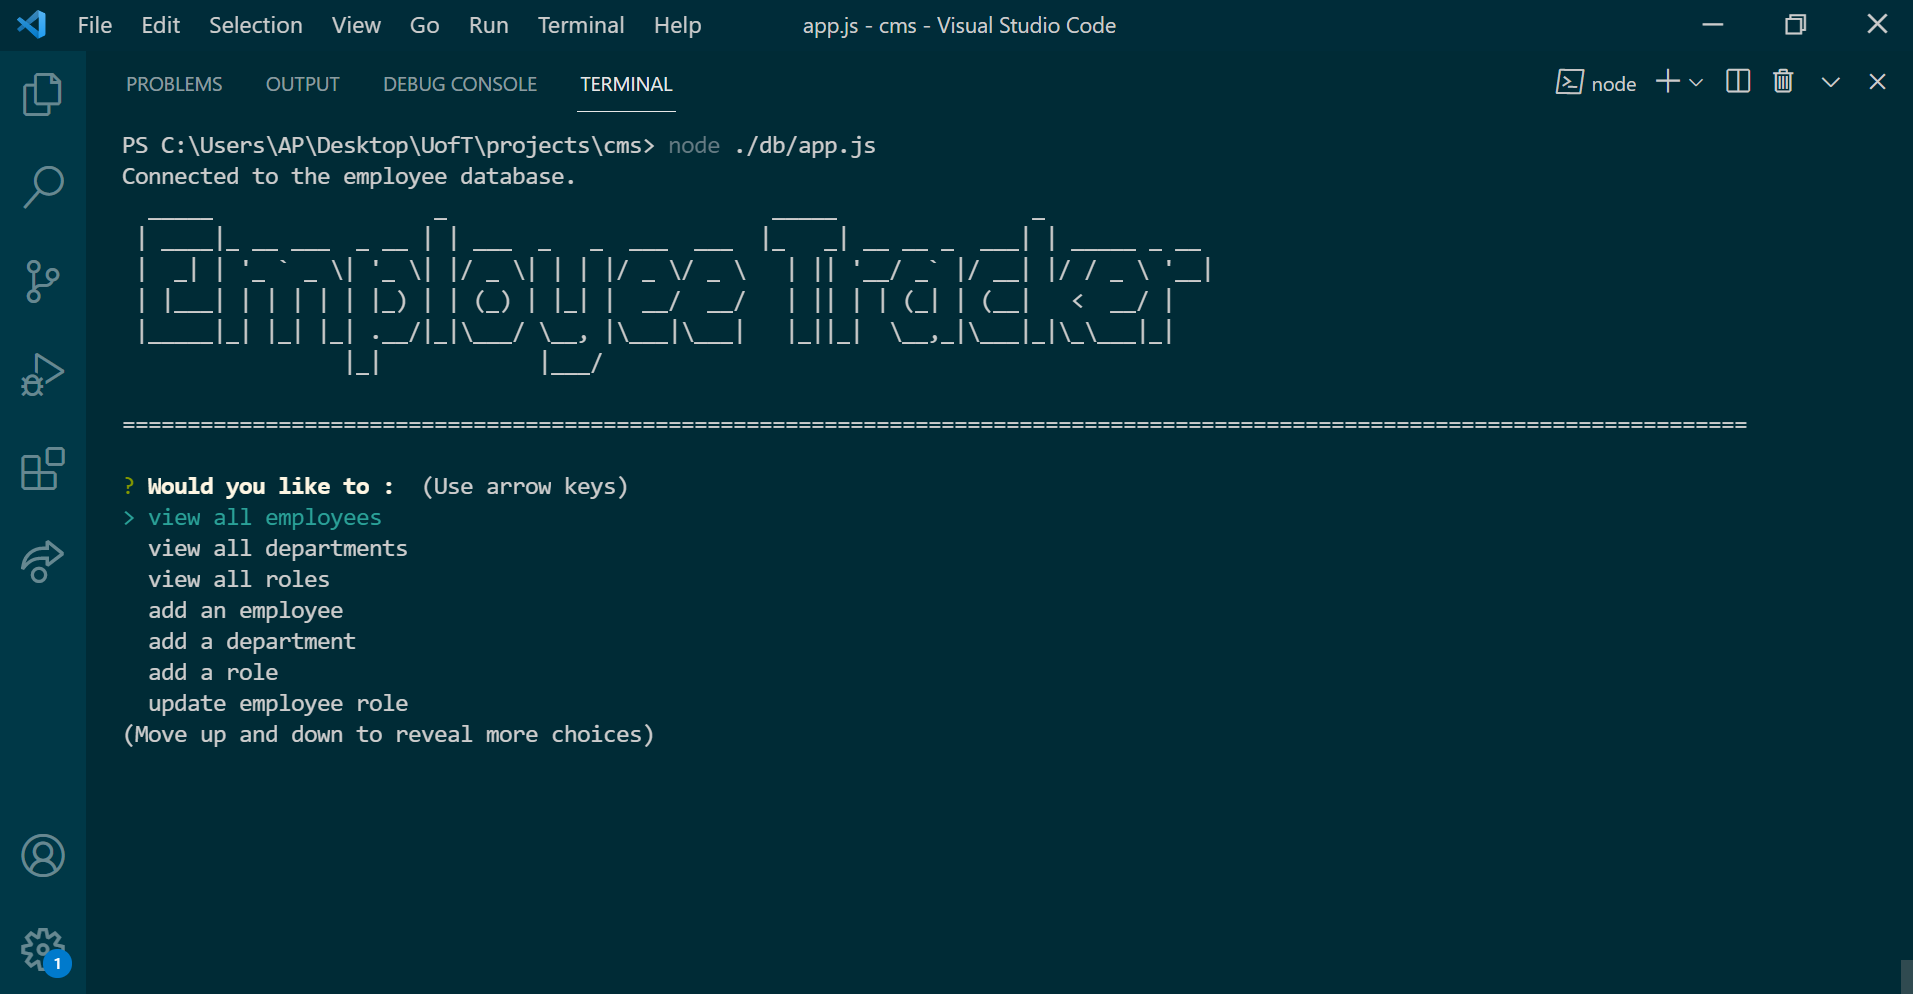 File Edit Selection View Go Run Terminal Help app.js - cms - Visual Studio Code
PROBLEMS OUTPUT DEBUG CONSOLE TERMINAL node
PS C:\Users\AP\Desktop\UofT\projects\cms> node ./db/app.js
Connected to the employee database.
Employee Tracker
=============================================================================================================================
? Would you like to : (Use arrow keys)
> view all employees
view all departments
view all roles
add an employee
add a department
add a role
update employee role
(Move up and down to reveal more choices)
1